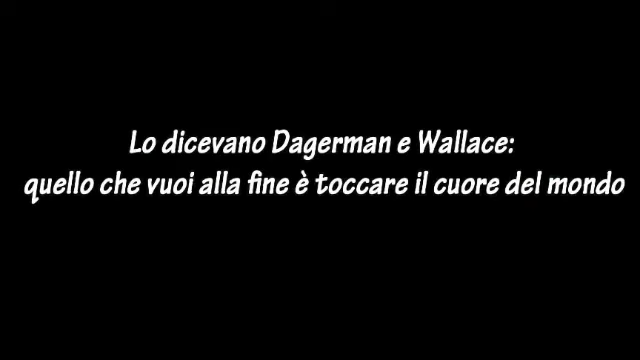 Lo dicevano Dagerman e Wallace:
quello che vuoi alla fine è toccare il cuore del mondo